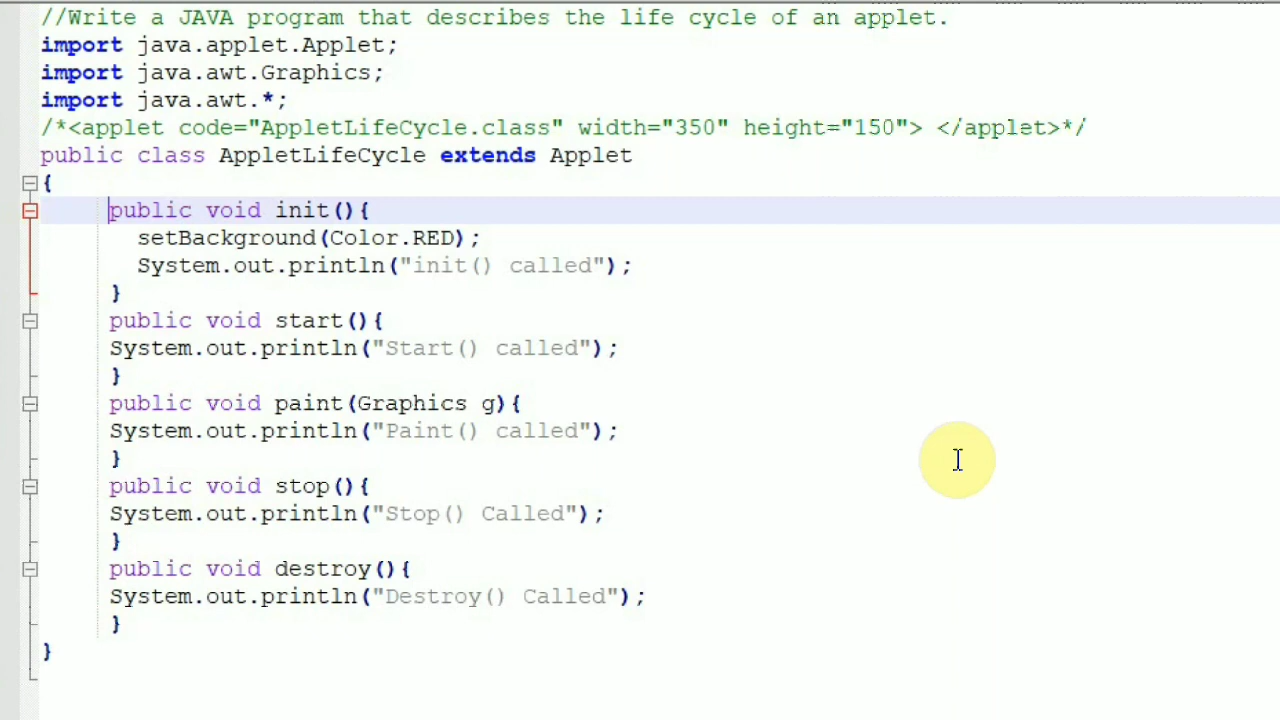 //Write a JAVA program that describes the life cycle of an applet.
import java.applet.Applet;
import java.awt.Graphics;
import java.awt.*;
/*<applet code="AppletLifeCycle.class" width="350" height="150"> </applet>*/
public class AppletLifeCycle extends Applet
{
public void init(){
setBackground(Color.RED);
System.out.println("init() called");
}
public void start(){
System.out.println("Start() called");
}
public void paint(Graphics g){
System.out.println("Paint() called");
}
public void stop(){
System.out.println("Stop() Called");
}
public void destroy(){
System.out.println("Destroy() Called");
}
}